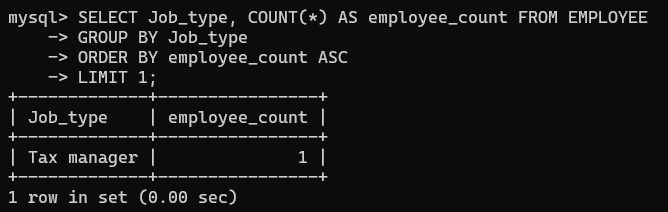 mysql> SELECT Job_type, COUNT(*) AS employee_count FROM EMPLOYEE
    -> GROUP BY Job_type
    -> ORDER BY employee_count ASC
    -> LIMIT 1;
+-------------+----------------+
| Job_type    | employee_count |
+-------------+----------------+
| Tax manager |              1 |
+-------------+----------------+
1 row in set (0.00 sec)